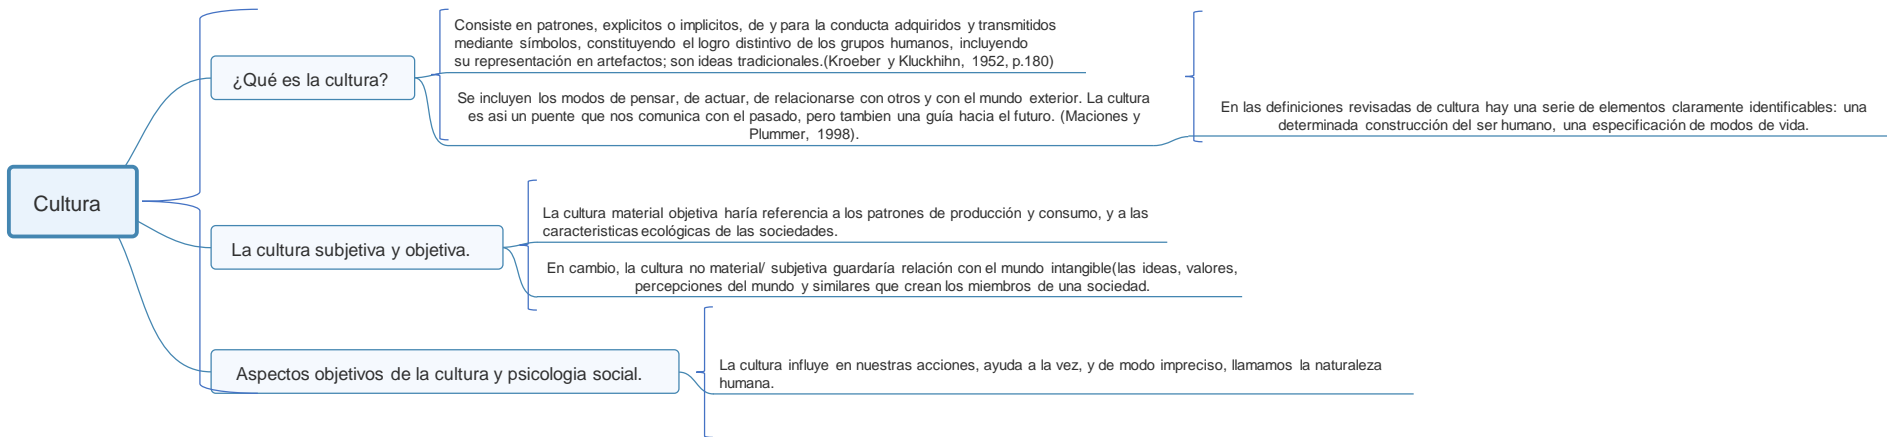 Cultura
¿Qué es la cultura?
Consiste en patrones, explicitos o implicitos, de y para la conducta adquiridos y transmitidos
mediante símbolos, constituyendo el logro distintivo de los grupos humanos, incluyendo
su representación en artefactos; son ideas tradicionales.(Kroeber y Kluckhihn, 1952, p.180)
Se incluyen los modos de pensar, de actuar, de relacionarse con otros y con el mundo exterior. La cultura
es asi un puente que nos comunica con el pasado, pero tambien una guía hacia el futuro. (Maciones y
Plummer, 1998).
En las definiciones revisadas de cultura hay una serie de elementos claramente identificables: una
determinada construcción del ser humano, una especificación de modos de vida.
La cultura subjetiva y objetiva.
La cultura material objetiva haría referencia a los patrones de producción y consumo, y a las
caracteristicas ecológicas de las sociedades.
En cambio, la cultura no material/ subjetiva guardaría relación con el mundo intangible(las ideas, valores,
percepciones del mundo y similares que crean los miembros de una sociedad.
Aspectos objetivos de la cultura y psicologia social.
La cultura influye en nuestras acciones, ayuda a la vez, y de modo impreciso, llamamos la naturaleza
humana.